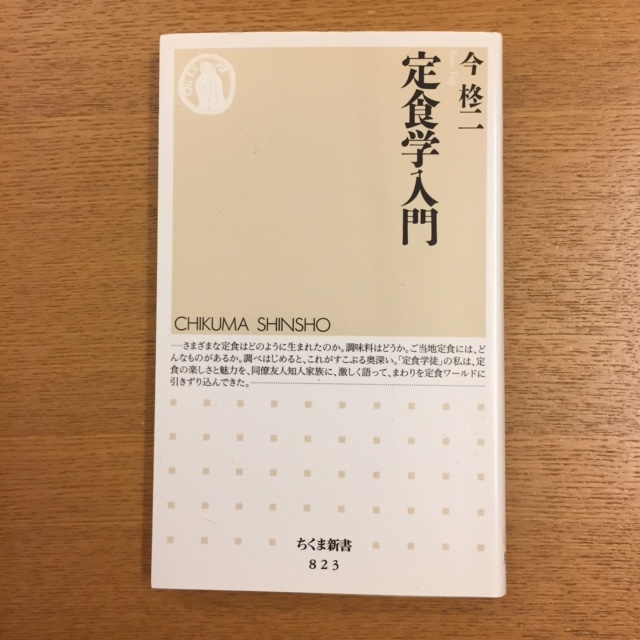 今 柊二
定食学入門
CHIKUMA SHINSHO
……さまざまな定食はどのように生まれたのか。調味料はどうか。ご当地定食には、ど
んなものがあるか。調べはじめると、これがすこぶる奥深い。「定食学徒」の私は、定
食の楽しさと魅力を、同僚友人知人家族に、激しく語って、まわりを定食ワールドに
引きずり込んできた。
ちくま新書
823